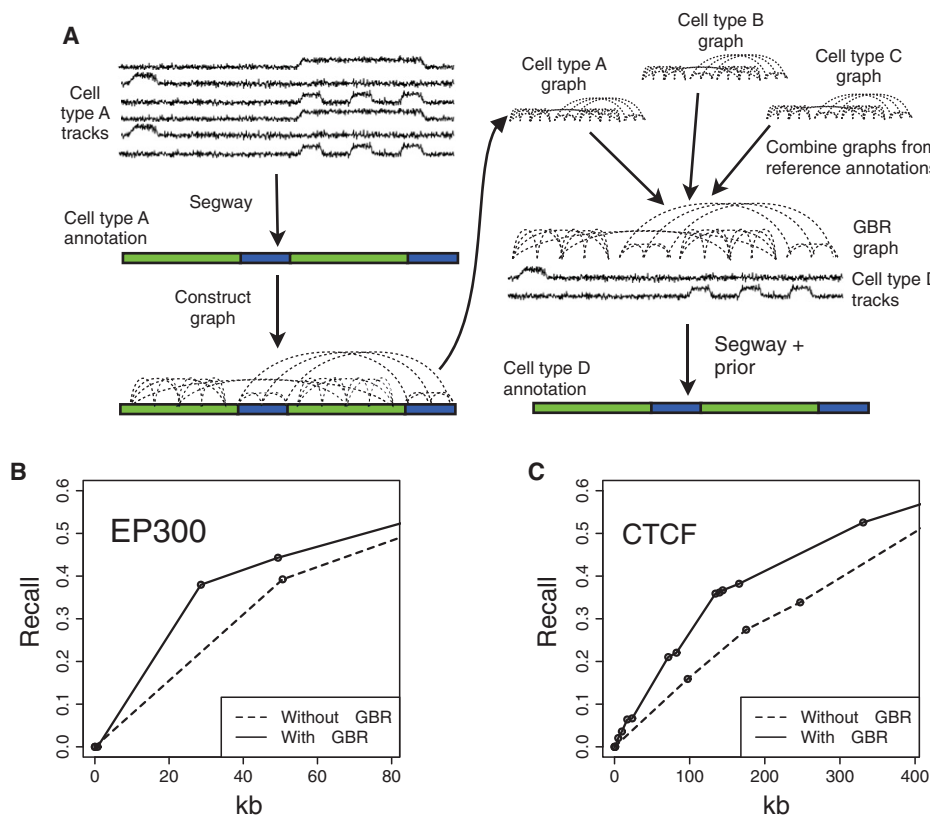 A
Cell
type A
tracks
Segway
Cell type A
annotation
Construct
graph
Cell type A
graph
Cell type B
graph
Cell type C
graph
Combine graphs from
reference annotations
GBR
graph
Cell type D
tracks
Segway +
prior
Cell type D
annotation
B
EP300
Recall
0.0
0.1
0.2
0.3
0.4
0.5
0.6
0
20
40
60
80
kb
Without GBR
With GBR
C
CTCF
Recall
0.0
0.1
0.2
0.3
0.4
0.5
0.6
0
100
200
300
400
kb
Without GBR
With GBR